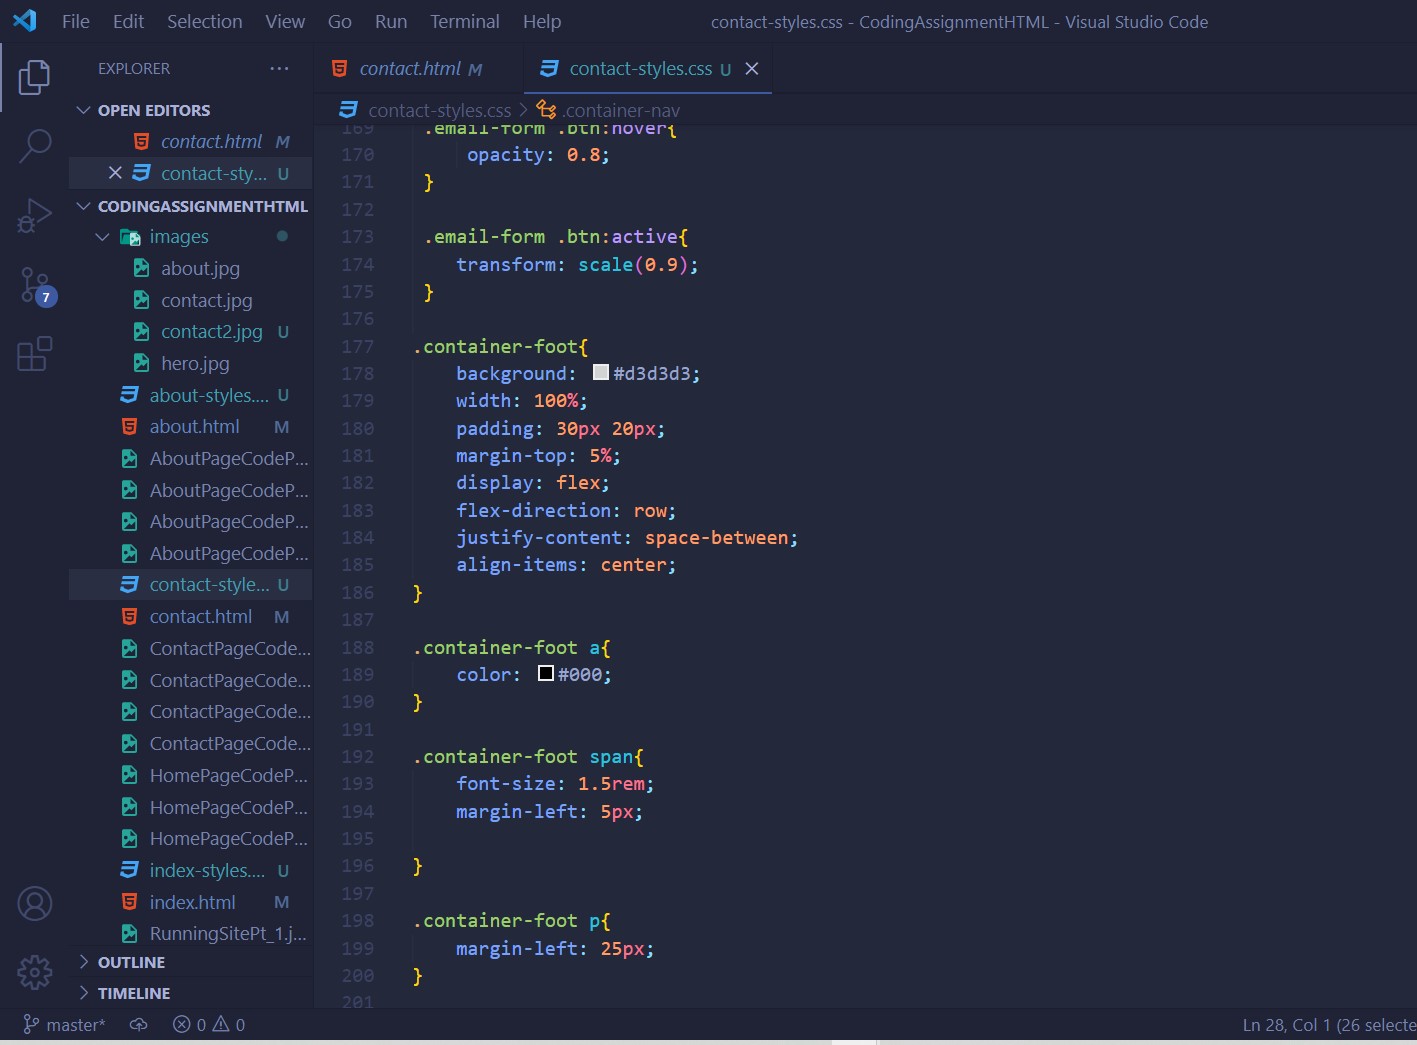 File Edit Selection View Go Run Terminal Help
contact-styles.css - CodingAssignmentHTML - Visual Studio Code
EXPLORER ...
OPEN EDITORS
contact.html M
contact-sty... U
CODINGASSIGNMENTHTML
images
about.jpg
contact.jpg
contact2.jpg U
hero.jpg
about-styles.... U
about.html M
AboutPageCodeP...
AboutPageCodeP...
AboutPageCodeP...
AboutPageCodeP...
contact-style... U
contact.html M
ContactPageCode...
ContactPageCode...
ContactPageCode...
ContactPageCode...
HomePageCodeP...
HomePageCodeP...
HomePageCodeP...
index-styles.... U
index.html M
RunningSitePt_1.j...
OUTLINE
TIMELINE
7
contact.html M
contact-styles.css U
contact-styles.css > .container-nav
169 .email-form .btn:hover{
170 opacity: 0.8;
171 }
172
173 .email-form .btn:active{
174 transform: scale(0.9);
175 }
176
177 .container-foot{
178 background: #d3d3d3;
179 width: 100%;
180 padding: 30px 20px;
181 margin-top: 5%;
182 display: flex;
183 flex-direction: row;
184 justify-content: space-between;
185 align-items: center;
186 }
187
188 .container-foot a{
189 color: #000;
190 }
191
192 .container-foot span{
193 font-size: 1.5rem;
194 margin-left: 5px;
195
196 }
197
198 .container-foot p{
199 margin-left: 25px;
200 }
201
master* 0 0
Ln 28, Col 1 (26 selecte